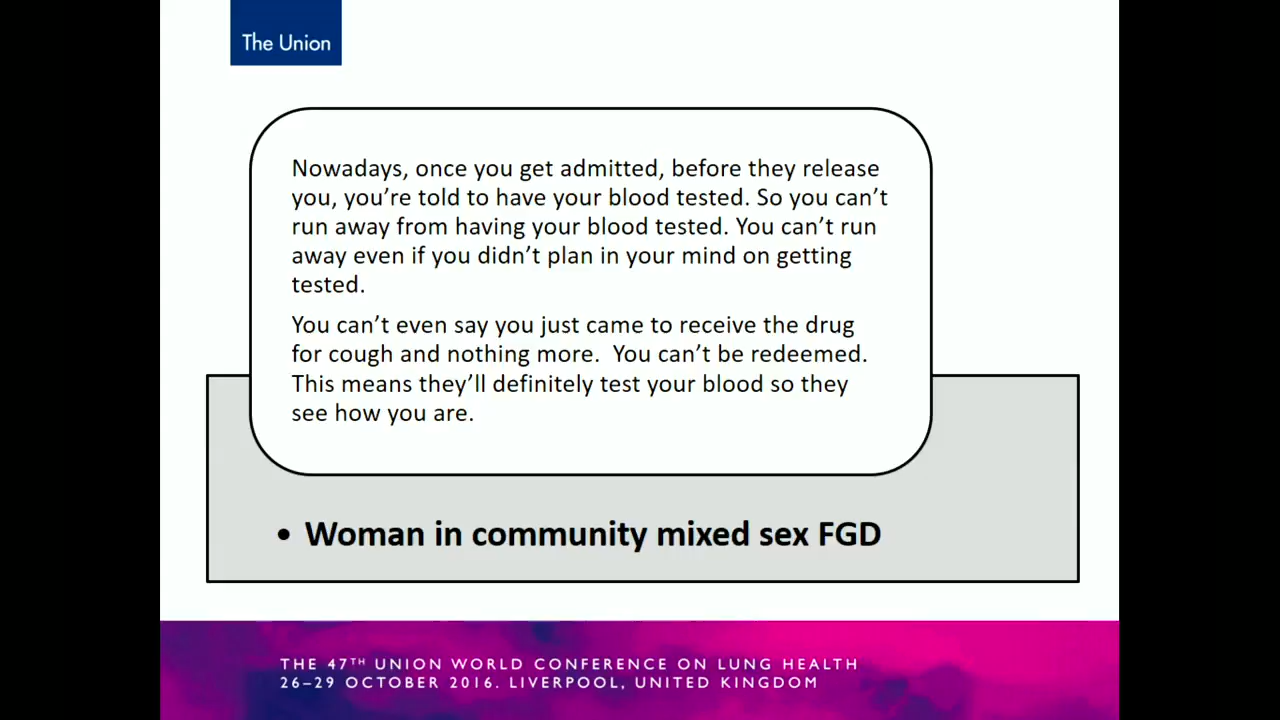 The Union
Nowadays, once you get admitted, before they release
you, you’re told to have your blood tested. So you can’t
run away from having your blood tested. You can’t run
away even if you didn’t plan in your mind on getting
tested.
You can’t even say you just came to receive the drug
for cough and nothing more.  You can’t be redeemed.
This means they’ll definitely test your blood so they
see how you are.
• Woman in community mixed sex FGD
THE 47TH UNION WORLD CONFERENCE ON LUNG HEALTH
26–29 OCTOBER 2016. LIVERPOOL, UNITED KINGDOM